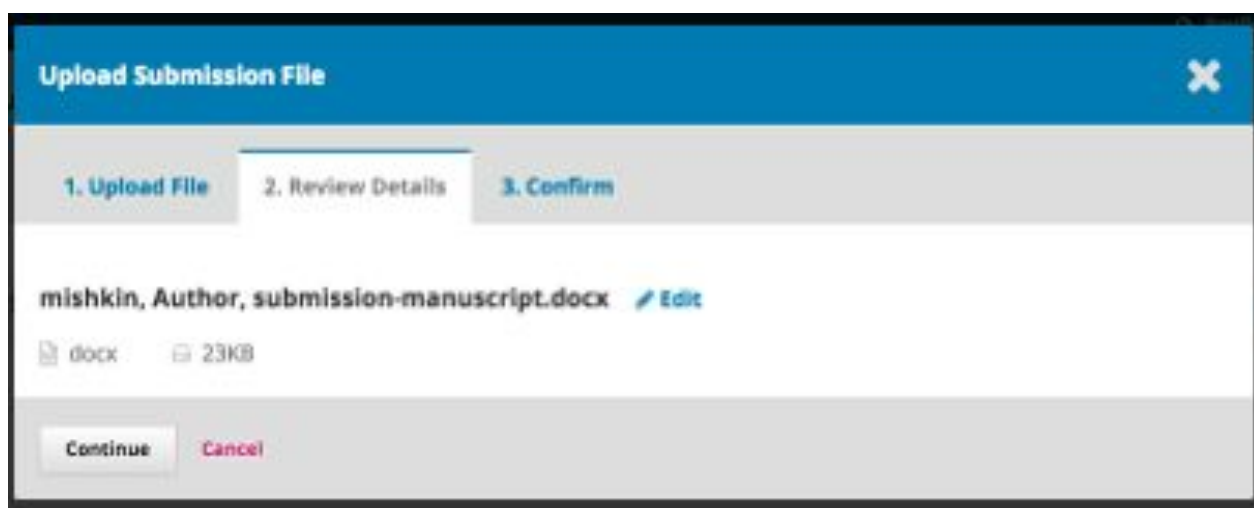 Upload Submission File
1. Upload File 2. Review Details 3. Confirm
mishkin, Author, submission-manuscript.docx Edit
docx 23KB
Continue Cancel